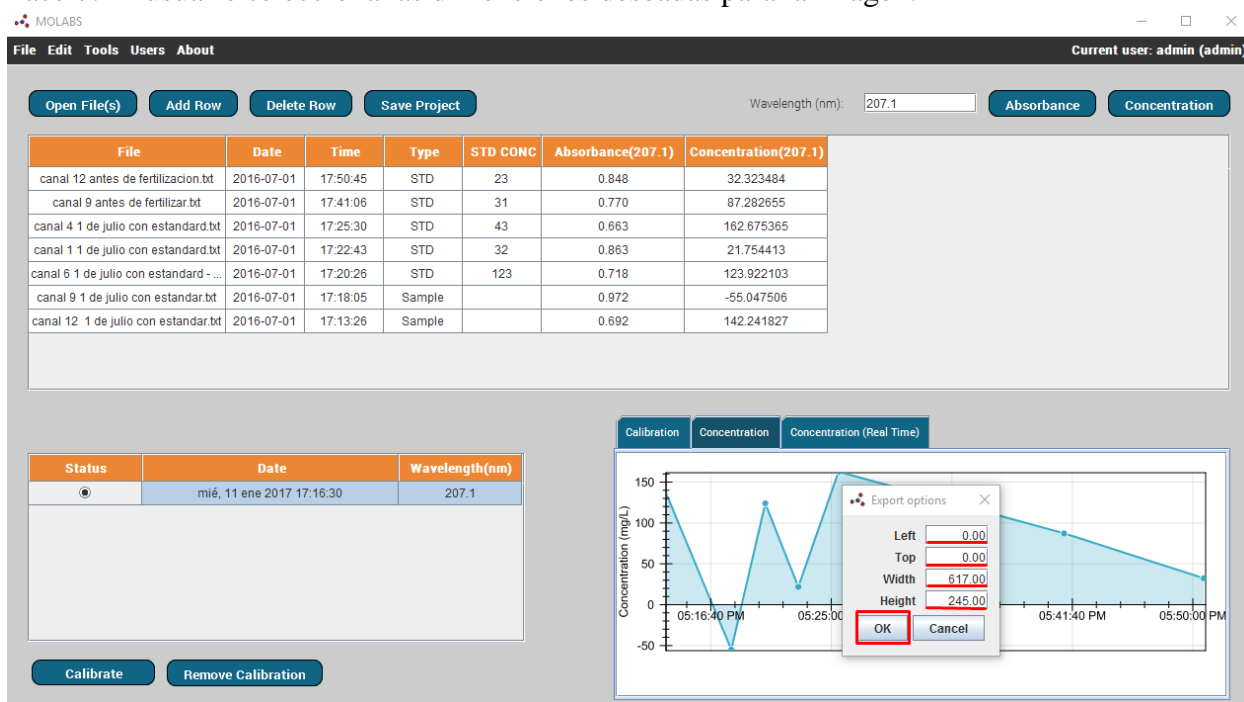 MOLABS
File Edit Tools Users About Current user: admin (admin)
Open File(s) Add Row Delete Row Save Project Wavelength (nm): 207.1 Absorbance Concentration
File Date Time Type STD CONC Absorbance(207.1) Concentration(207.1)
canal 12 antes de fertilizacion.txt 2016-07-01 17:50:45 STD 23 0.848 32.323484
canal 9 antes de fertilizar.txt 2016-07-01 17:41:06 STD 31 0.770 87.282655
canal 4 1 de julio con estandard.txt 2016-07-01 17:25:30 STD 43 0.663 162.675365
canal 1 1 de julio con estandard.txt 2016-07-01 17:22:43 STD 32 0.863 21.754413
canal 6 1 de julio con estandard - ... 2016-07-01 17:20:26 STD 123 0.718 123.922103
canal 9 1 de julio con estandar.txt 2016-07-01 17:18:05 Sample 0.972 -55.047506
canal 12 1 de julio con estandar.txt 2016-07-01 17:13:26 Sample 0.692 142.241827
Calibration Concentration Concentration (Real Time)
Status Date Wavelength(nm)
mié, 11 ene 2017 17:16:30 207.1
Calibrate Remove Calibration
Concentration (mg/L)
150
100
50
0
-50
05:16:40 PM 05:25:00 05:41:40 PM 05:50:00 PM
Export options
Left 0.00
Top 0.00
Width 617.00
Height 245.00
OK Cancel